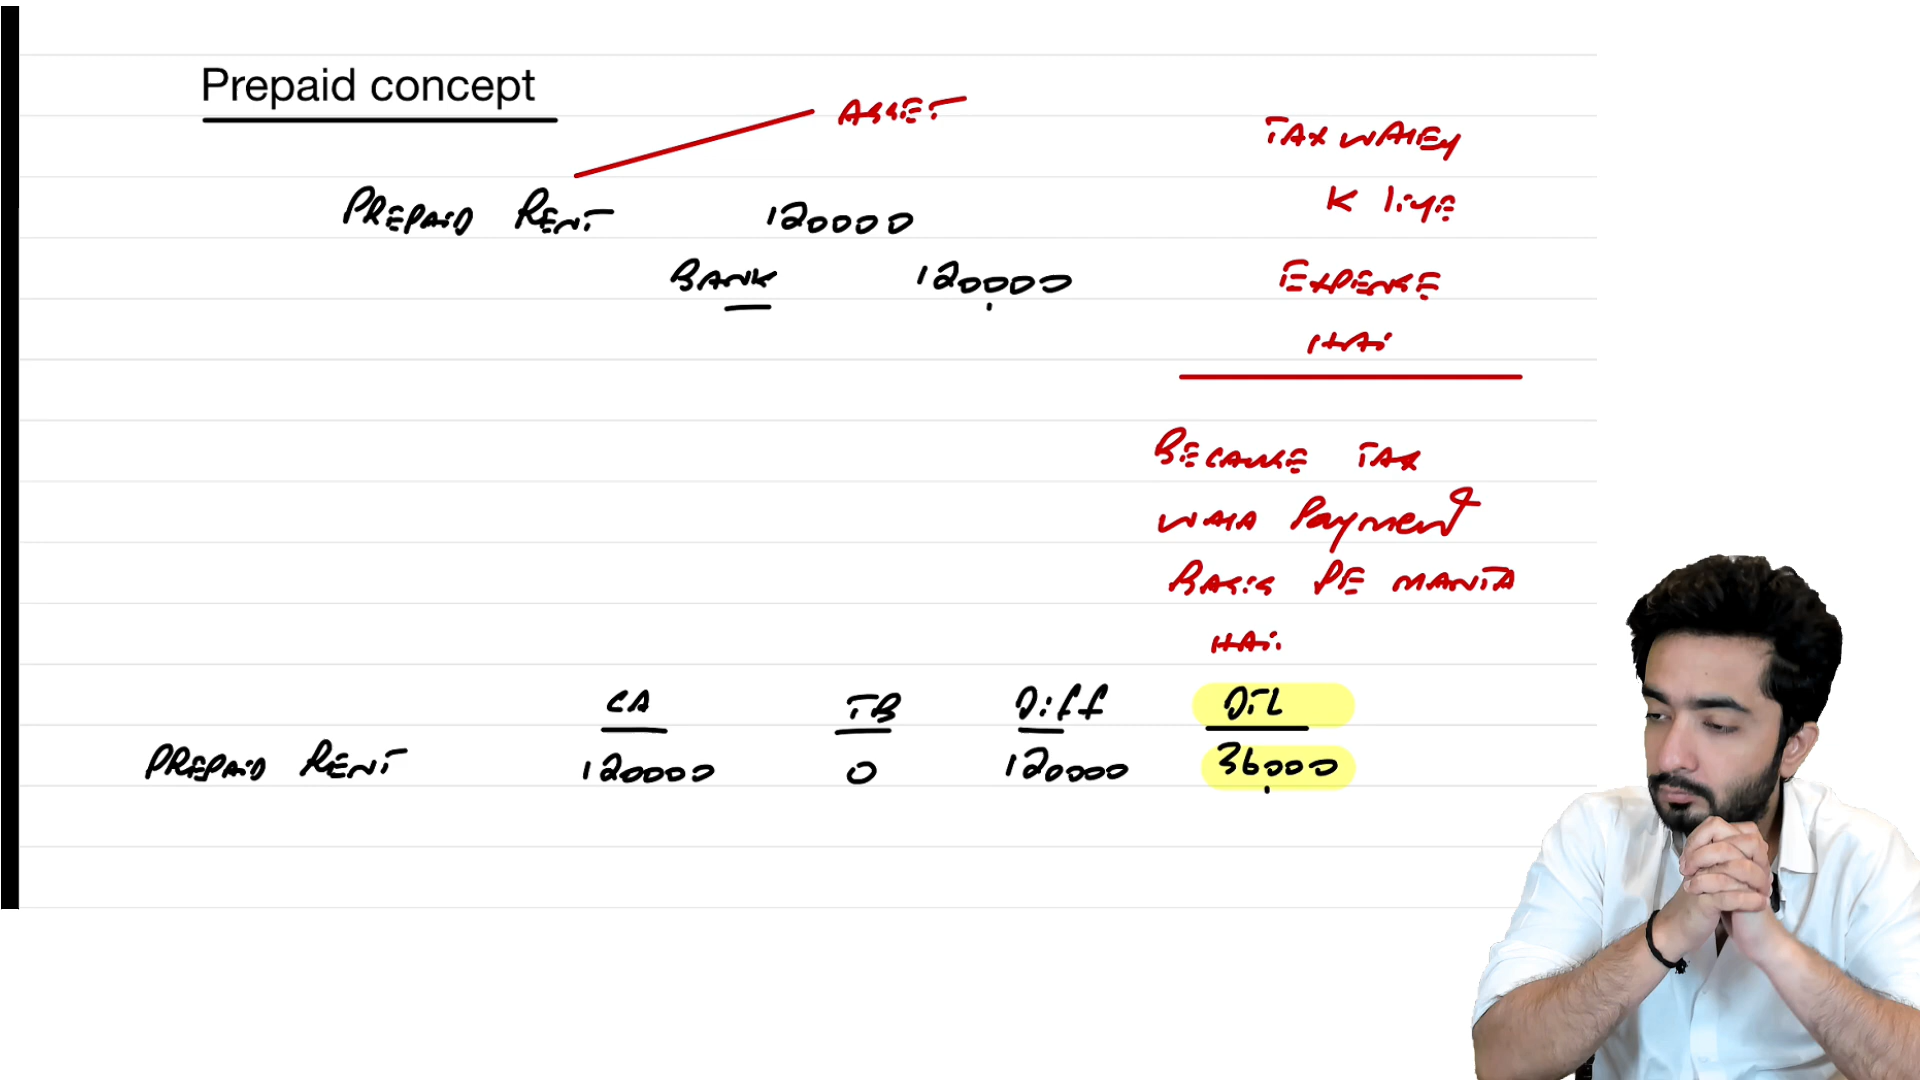 Prepaid concept
ASSET
PREPAID RENT 120000
BANK 120000
TAX WALEY
K liye
EXPENSE
HAi
BECAUSE TAX
WALA Payment
BASIS PE MANTA
HAi
CA TB Diff DTL
PREPAID RENT 120000 0 120000 36000